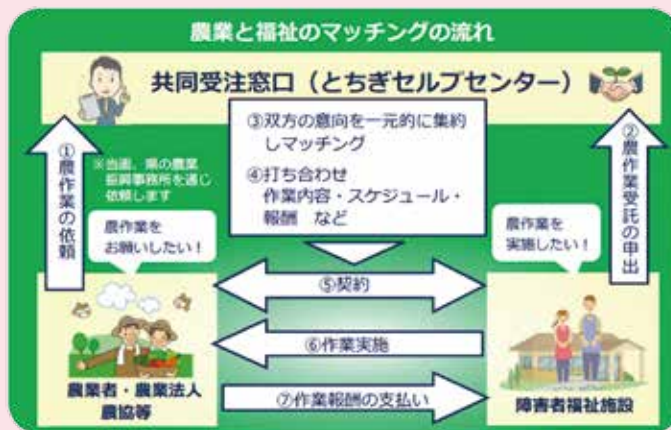 農業と福祉のマッチングの流れ
共同受注窓口(とちぎセルプセンター)
①農作業の依頼
※当面、県の農業
振興事務所を通じ
依頼します
③双方の意向を一元的に集約
しマッチング
④打ち合わせ
作業内容・スケジュール・
報酬 など
②農作業受託の申出
農作業を
お願いしたい!
農作業を
実施したい!
⑤契約
⑥作業実施
⑦作業報酬の支払い
農業者・農業法人
農協等
障害者福祉施設